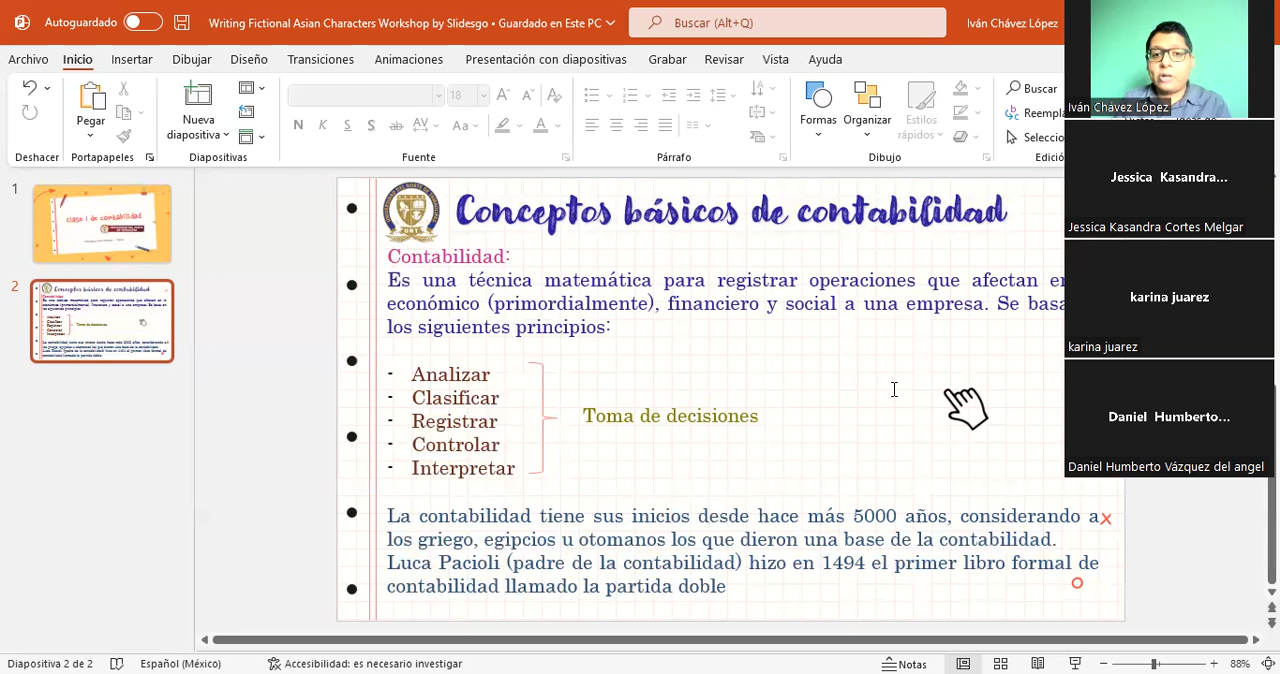 Autoguardado
Writing Fictional Asian Characters Workshop by Slidesgo • Guardado en Este PC
Buscar (Alt+Q)
Iván Chávez López
Archivo Inicio Insertar Dibujar Diseño Transiciones Animaciones Presentación con diapositivas Grabar Revisar Vista Ayuda
Pegar
Nueva
diapositiva
18
Formas
Organizar
Estilos
rápidos
Buscar
Reempla
Seleccio
Deshacer
Portapapeles
Diapositivas
Fuente
Párrafo
Dibujo
Edició
1
Clase 1 de contabilidad
2
Conceptos básicos de contabilidad
Contabilidad:
Es una técnica matemática para registrar operaciones que afectan en
económico (primordialmente), financiero y social a una empresa. Se basa
los siguientes principios:
- Analizar
- Clasificar
- Registrar
- Controlar
- Interpretar
Toma de decisiones
La contabilidad tiene sus inicios desde hace más 5000 años, considerando a
los griego, egipcios u otomanos los que dieron una base de la contabilidad.
Luca Pacioli (padre de la contabilidad) hizo en 1494 el primer libro formal de
contabilidad llamado la partida doble
Iván Chávez López
Jessica Kasandra...
Jessica Kasandra Cortes Melgar
karina juarez
karina juarez
Daniel Humberto...
Daniel Humberto Vázquez del angel
Diapositiva 2 de 2
Español (México)
Accesibilidad: es necesario investigar
Notas
88%